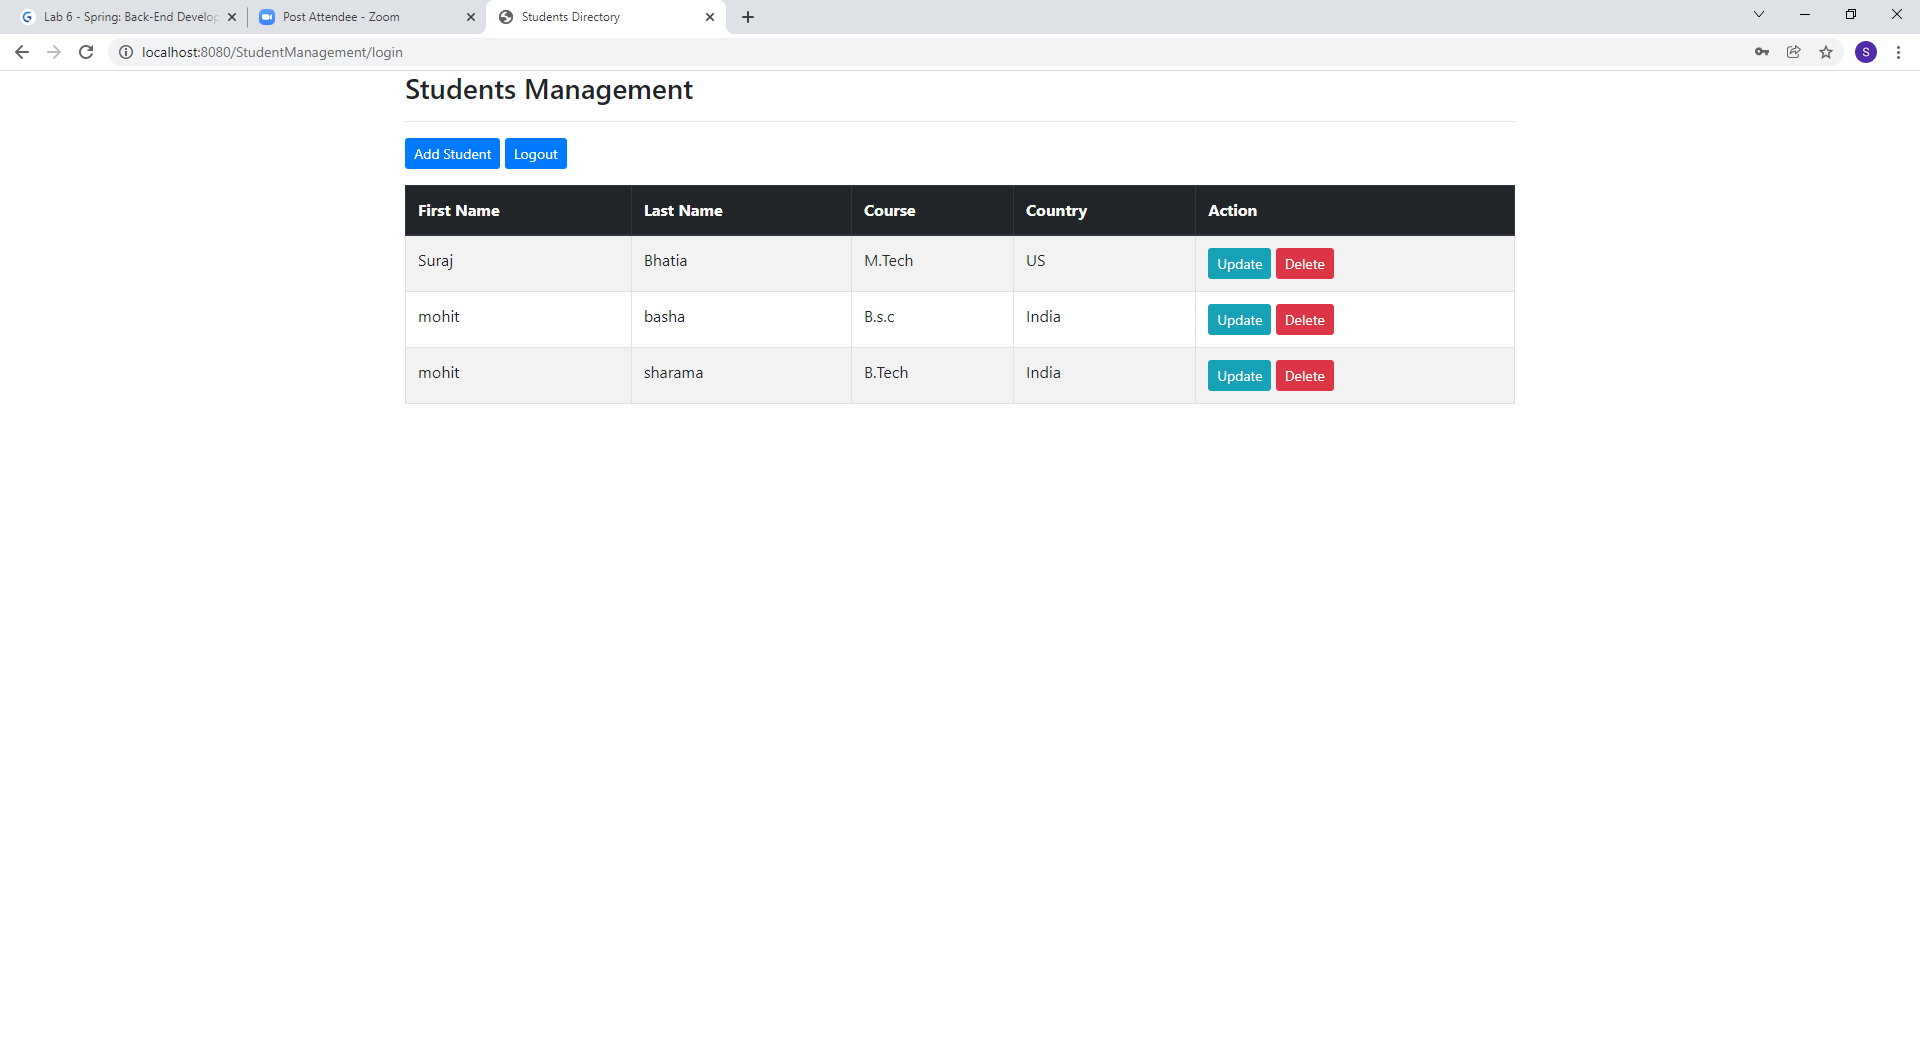 Lab 6 - Spring: Back-End Develop
Post Attendee - Zoom
Students Directory
localhost:8080/StudentManagement/login
S
Students Management
Add Student Logout
First Name Last Name Course Country Action
Suraj Bhatia M.Tech US Update Delete
mohit basha B.s.c India Update Delete
mohit sharama B.Tech India Update Delete